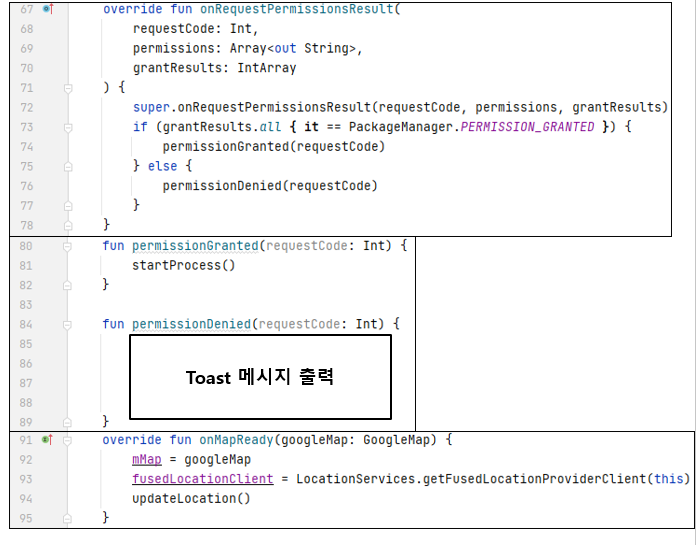 67 override fun onRequestPermissionsResult(
68 requestCode: Int,
69 permissions: Array<out String>,
70 grantResults: IntArray
71 ) {
72 super.onRequestPermissionsResult(requestCode, permissions, grantResults)
73 if (grantResults.all { it == PackageManager.PERMISSION_GRANTED }) {
74 permissionGranted(requestCode)
75 } else {
76 permissionDenied(requestCode)
77 }
78 }
80 fun permissionGranted(requestCode: Int) {
81 startProcess()
82 }
83
84 fun permissionDenied(requestCode: Int) {
85
86
Toast 메시지 출력
87
88
89 }
91 override fun onMapReady(googleMap: GoogleMap) {
92 mMap = googleMap
93 fusedLocationClient = LocationServices.getFusedLocationProviderClient(this)
94 updateLocation()
95 }